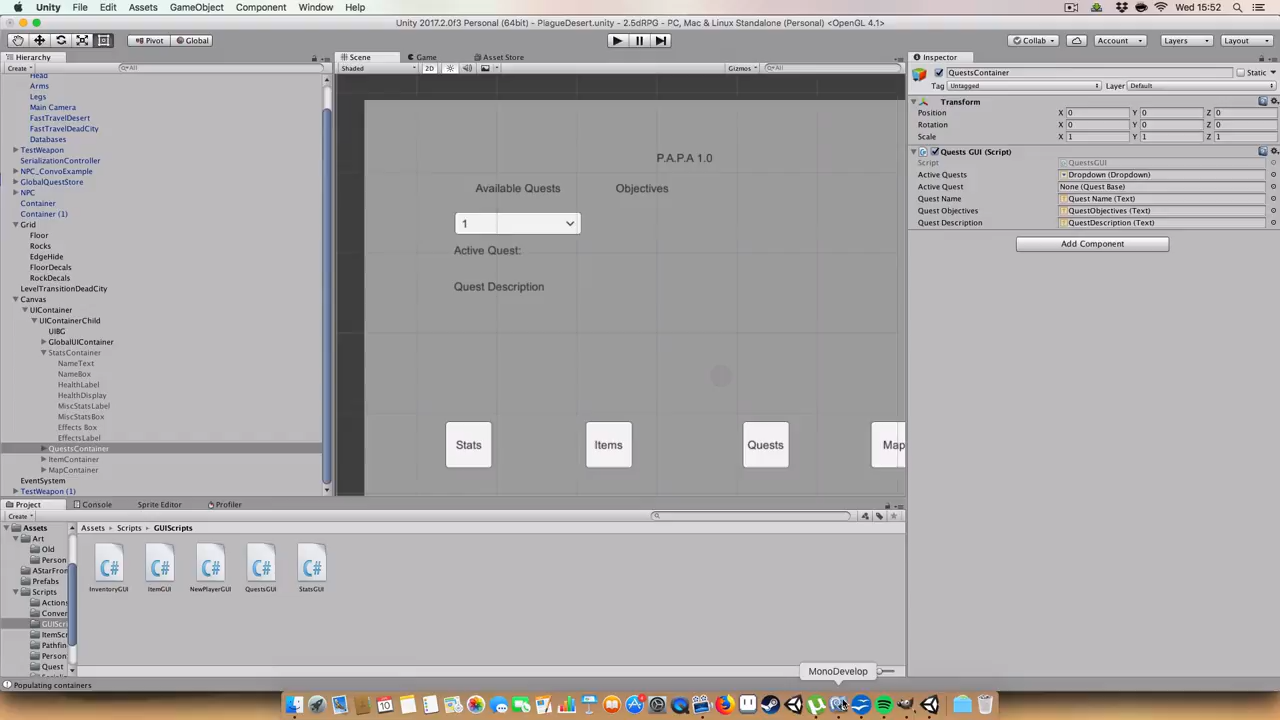 Unity File Edit Assets GameObject Component Window Help Wed 15:52
Unity 2017.2.0f3 Personal (64bit) - PlagueDesert.unity - 2.5dRPG - PC, Mac & Linux Standalone (Personal) <OpenGL 4.1>
Pivot Global Collab Account Layers Layout
Hierarchy
Create All
Head
Arms
Legs
Main Camera
FastTravelDesert
FastTravelDeadCity
Databases
TestWeapon
SerializationController
NPC_ConvoExample
GlobalQuestStore
NPC
Container
Container (1)
Grid
Floor
Rocks
EdgeHide
FloorDecals
RockDecals
LevelTransitionDeadCity
Canvas
UIContainer
UIContainerChild
UIBG
GlobalUIContainer
StatsContainer
NameText
NameBox
HealthLabel
HealthDisplay
MiscStatsLabel
MiscStatsBox
Effects Box
EffectsLabel
QuestsContainer
ItemContainer
MapContainer
EventSystem
TestWeapon (1)
Scene Game Asset Store
Shaded 2D Gizmos All
P.A.P.A 1.0
Available Quests Objectives
1
Active Quest:
Quest Description
Stats Items Quests Map
Inspector
QuestsContainer Static
Tag Untagged Layer Default
Transform
Position X 0 Y 0 Z 0
Rotation X 0 Y 0 Z 0
Scale X 1 Y 1 Z 1
Quests GUI (Script)
Script QuestsGUI
Active Quests Dropdown (Dropdown)
Active Quest None (Quest Base)
Quest Name Quest Name (Text)
Quest Objectives QuestObjectives (Text)
Quest Description QuestDescription (Text)
Add Component
Project Console Sprite Editor Profiler
Create
Assets
Art
Old
Person
AStarFron
Prefabs
Scripts
Actions
Conver
GUIScri
ItemScr
Pathfin
Person
Quest
Assets Scripts GUIScripts
InventoryGUI ItemGUI NewPlayerGUI QuestsGUI StatsGUI
MonoDevelop
Populating containers